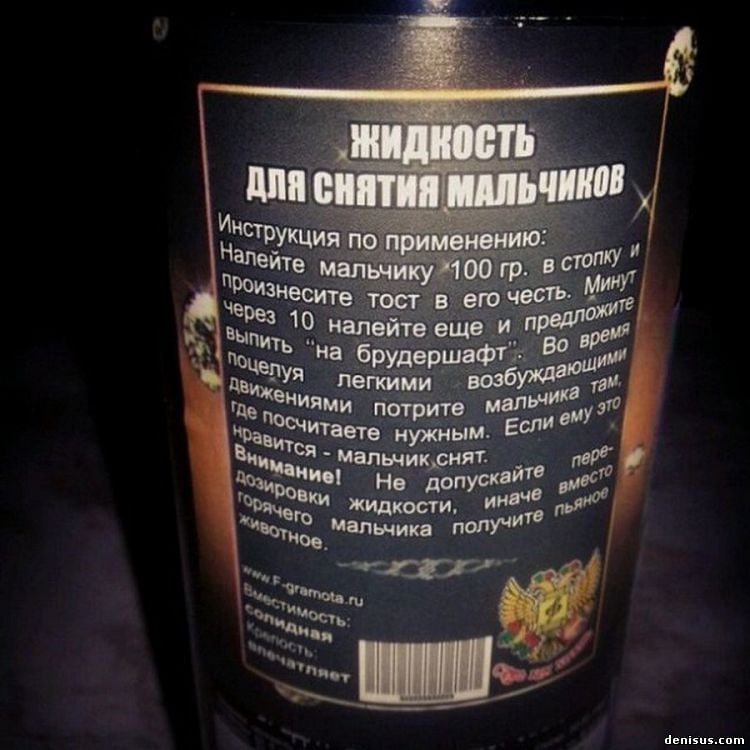 ЖИДКОСТЬ
ДЛЯ СНЯТИЯ МАЛЬЧИКОВ
Инструкция по применению:
Налейте мальчику 100 гр. в стопку и
произнесите тост в его честь. Минут
через 10 налейте еще и предложите
выпить "на брудершафт". Во время
поцелуя легкими возбуждающими
движениями потрите мальчика там,
где посчитаете нужным. Если ему это
нравится - мальчик снят.
Внимание! Не допускайте пере-
дозировки жидкости, иначе вместо
горячего мальчика получите пьяное
животное.
www.F-gramota.ru
Вместимость:
солидная
Крепость:
впечатляет
denisus.com